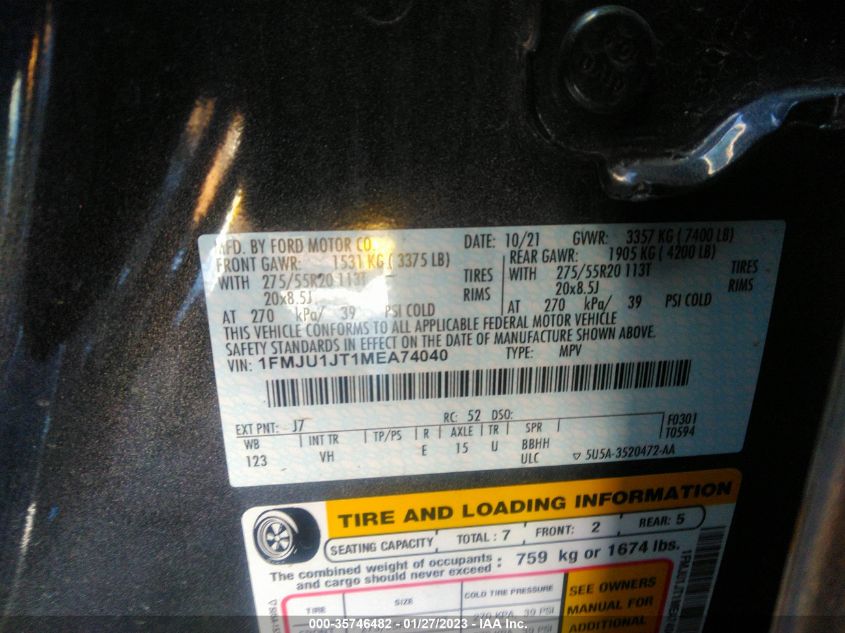 MFD. BY FORD MOTOR CO. DATE: 10/21 GVWR: 3357 KG ( 7400 LB)
FRONT GAWR: 1531 KG ( 3375 LB) REAR GAWR: 1905 KG ( 4200 LB)
WITH 275/55R20 113T TIRES WITH 275/55R20 113T TIRES
20x8.5J RIMS 20x8.5J RIMS
AT 270 kPa/ 39 PSI COLD AT 270 kPa/ 39 PSI COLD
THIS VEHICLE CONFORMS TO ALL APPLICABLE FEDERAL MOTOR VEHICLE
SAFETY STANDARDS IN EFFECT ON THE DATE OF MANUFACTURE SHOWN ABOVE.
VIN: 1FMJU1JT1MEA74040 TYPE: MPV
EXT PNT: J7 RC: 52 DSO: F0301
T0594
WB INT TR TP/PS R AXLE TR SPR
123 VH E 15 U BBHH
ULC 5U5A-3520472-AA
TIRE AND LOADING INFORMATION
SEATING CAPACITY TOTAL : 7 FRONT: 2 REAR: 5
The combined weight of occupants and cargo should never exceed : 759 kg or 1674 lbs.
TIRE SIZE COLD TIRE PRESSURE SEE OWNERS
MANUAL FOR
ADDITIONAL
000-35746482 - 01/27/2023 - IAA Inc.